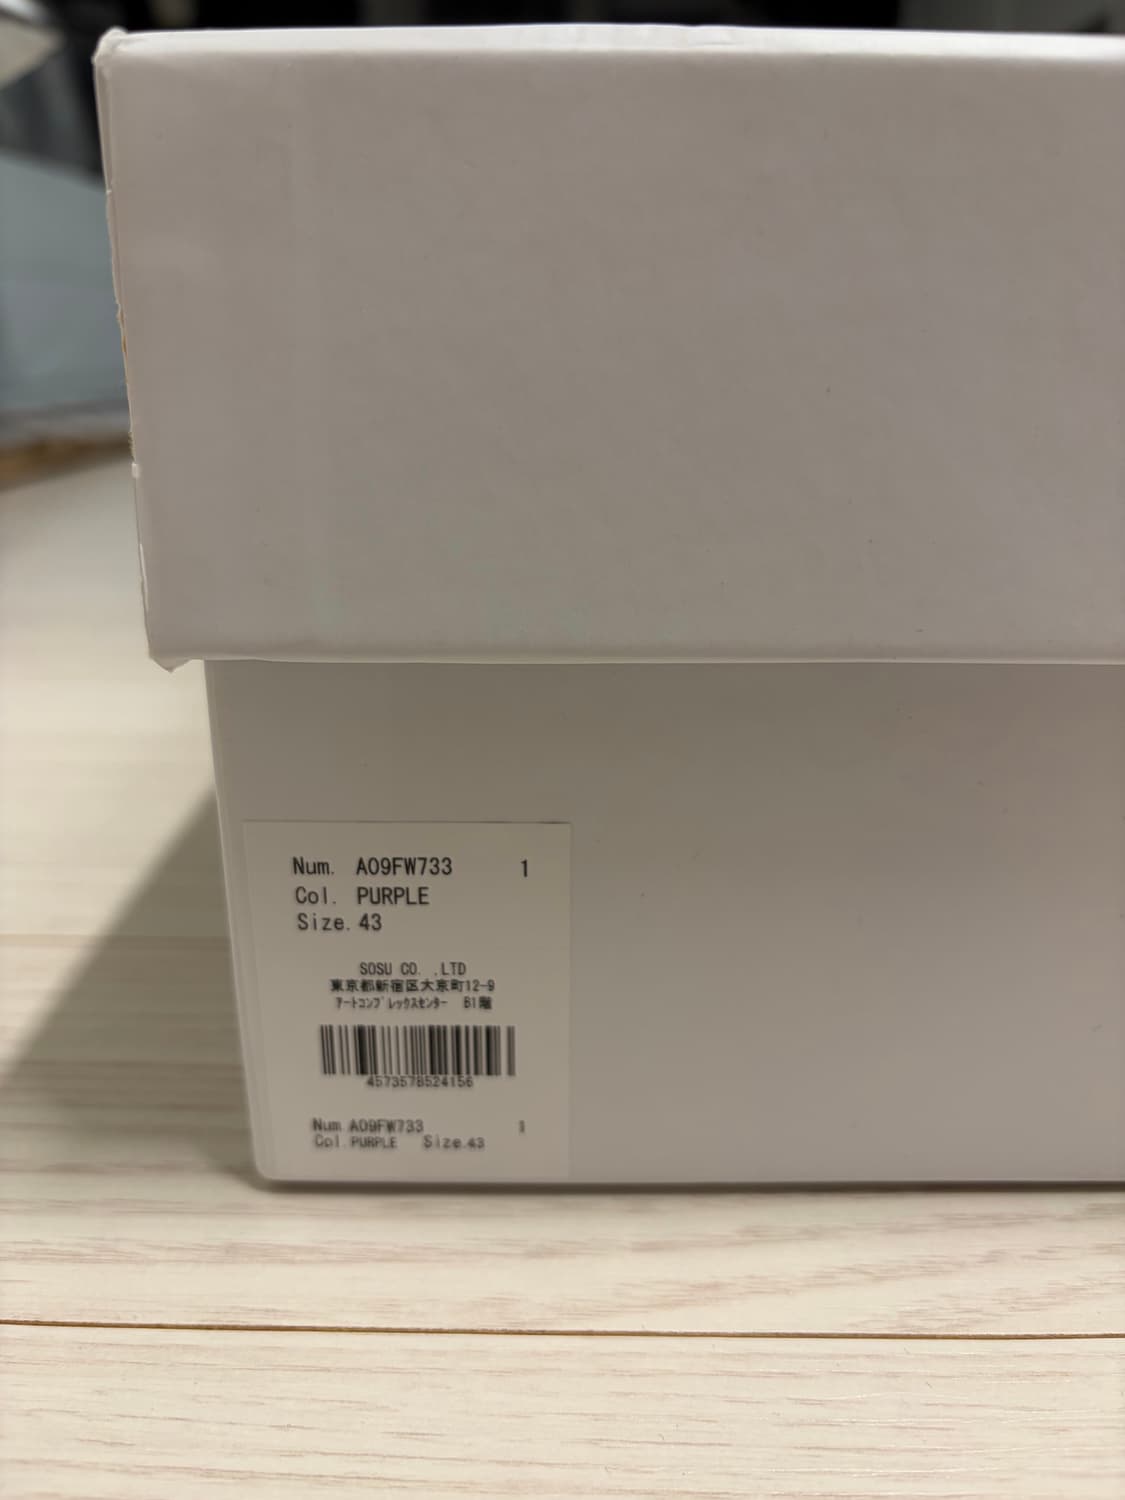 Num. A09FW733 1
Col. PURPLE
Size. 43
SOSU CO. ,LTD
東京都新宿区大京町12-9
ｱｰﾄｺﾝﾌﾟﾚｯｸｽｾﾝﾀｰ B1階
4573578524156
Num.A09FW733 1
Col.PURPLE Size.43